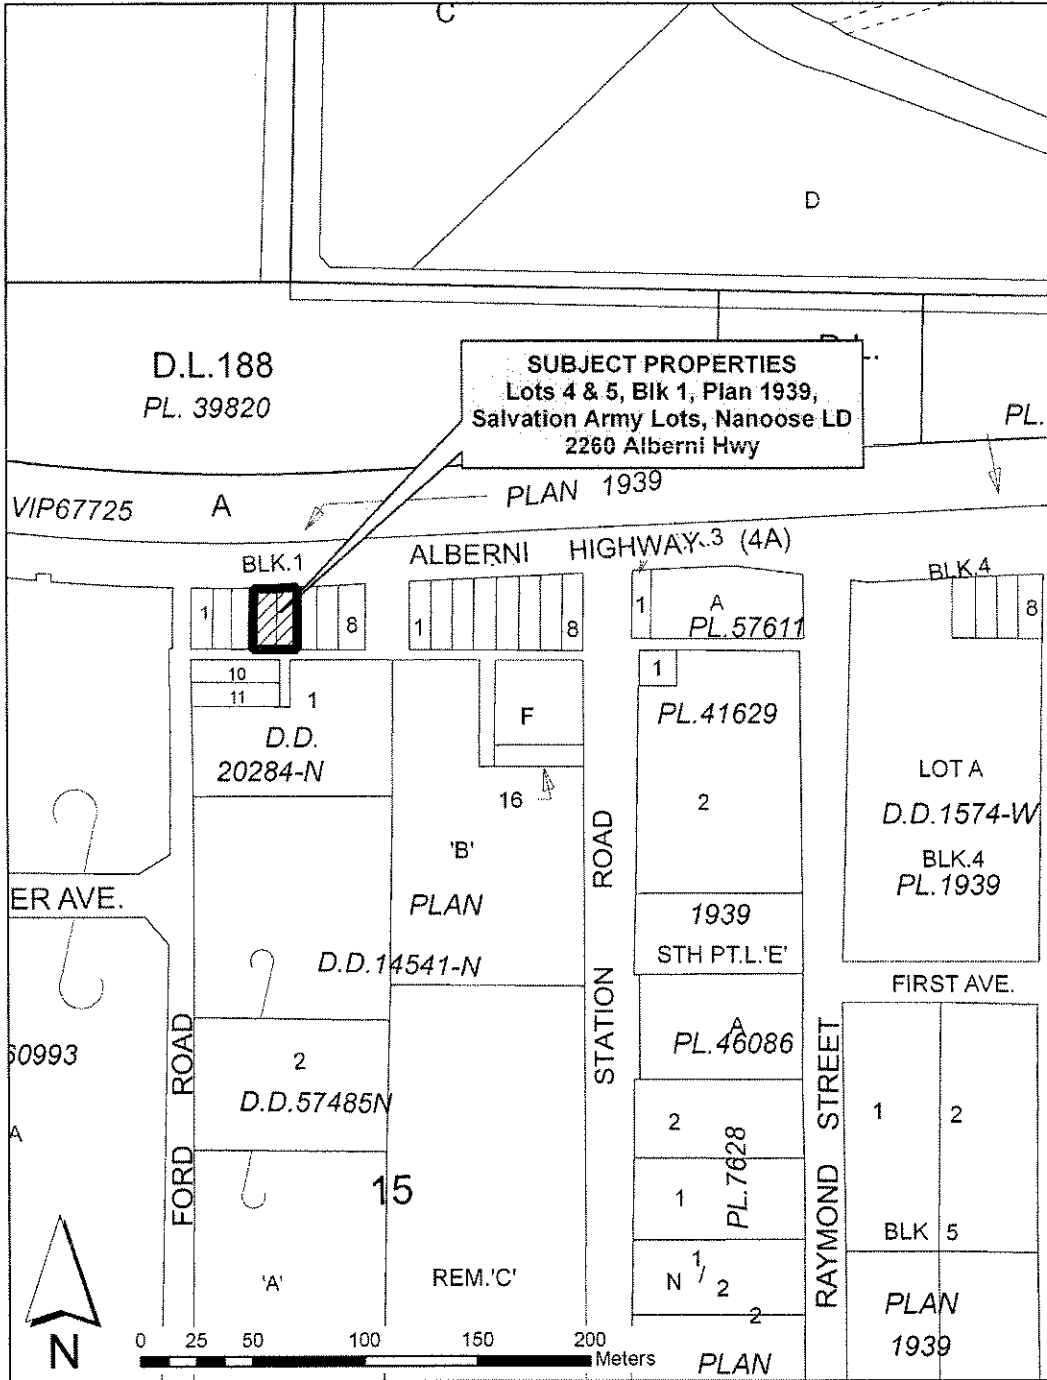 C
D
D.L.188
PL. 39820
SUBJECT PROPERTIES
Lots 4 & 5, Blk 1, Plan 1939,
Salvation Army Lots, Nanoose LD
2260 Alberni Hwy
PL.
VIP67725
A
PLAN 1939
ALBERNI HIGHWAY (4A)
BLK.1
BLK.4
1
8
1
8
1
A
PL.57611
8
10
11
1
D.D.
20284-N
F
16
1
PL.41629
2
LOT A
D.D.1574-W
BLK.4
PL.1939
'B'
PLAN
D.D.14541-N
ER AVE.
1939
STH PT.L.'E'
FIRST AVE.
STATION ROAD
A
PL.46086
60993
A
FORD ROAD
2
D.D.57485N
15
2
PL.7628
1
RAYMOND STREET
1
2
BLK 5
'A'
REM.'C'
N 1/2
2
PLAN
1939
PLAN
N
0 25 50 100 150 200
Meters